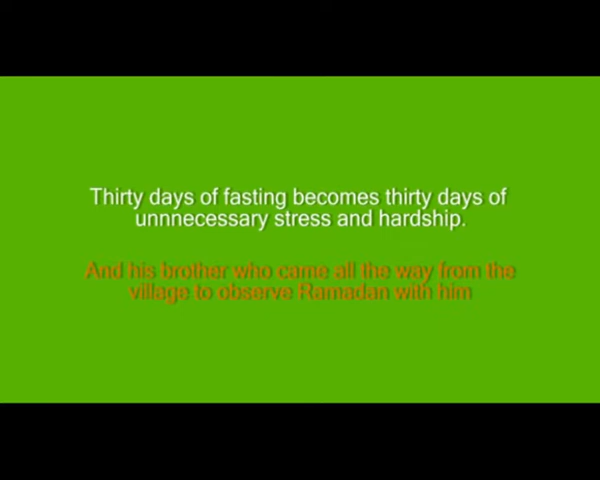 Thirty days of fasting becomes thirty days of
unnnecessary stress and hardship.
And his brother who came all the way from the
village to observe Ramadan with him